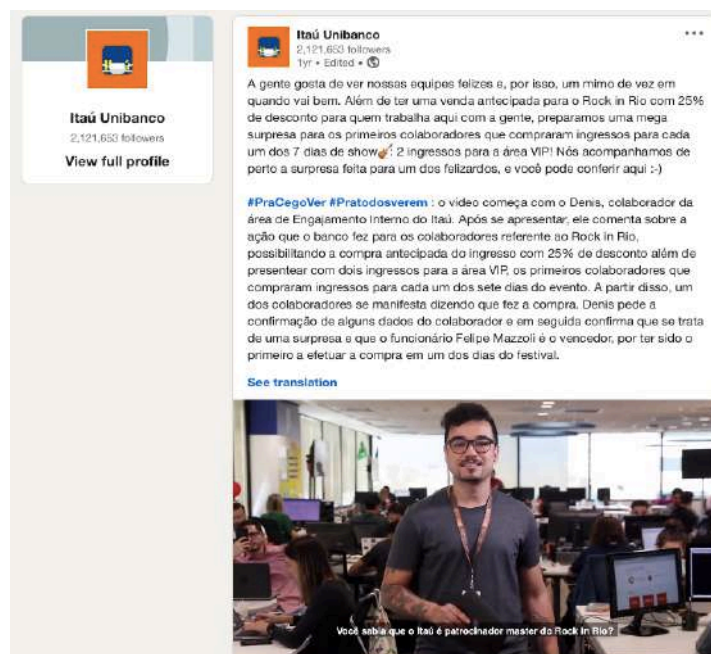 Itaú Unibanco
2,121,653 followers
View full profile
Itaú Unibanco
2,121,653 followers
1yr • Edited •
A gente gosta de ver nossas equipes felizes e, por isso, um mimo de vez em
quando vai bem. Além de ter uma venda antecipada para o Rock in Rio com 25%
de desconto para quem trabalha aqui com a gente, preparamos uma mega
surpresa para os primeiros colaboradores que compraram ingressos para cada
um dos 7 dias de show🎸: 2 ingressos para a área VIP! Nós acompanhamos de
perto a surpresa feita para um dos felizardos, e você pode conferir aqui :-)
#PraCegoVer #Pratodosverem : o vídeo começa com o Denis, colaborador da
área de Engajamento Interno do Itaú. Após se apresentar, ele comenta sobre a
ação que o banco fez para os colaboradores referente ao Rock in Rio,
possibilitando a compra antecipada do ingresso com 25% de desconto além de
presentear com dois ingressos para a área VIP, os primeiros colaboradores que
compraram ingressos para cada um dos sete dias do evento. A partir disso, um
dos colaboradores se manifesta dizendo que fez a compra. Denis pede a
confirmação de alguns dados do colaborador e em seguida confirma que se trata
de uma surpresa e que o funcionário Felipe Mazzoli é o vencedor, por ter sido o
primeiro a efetuar a compra em um dos dias do festival.
See translation
Você sabia que o Itaú é patrocinador master do Rock in Rio?